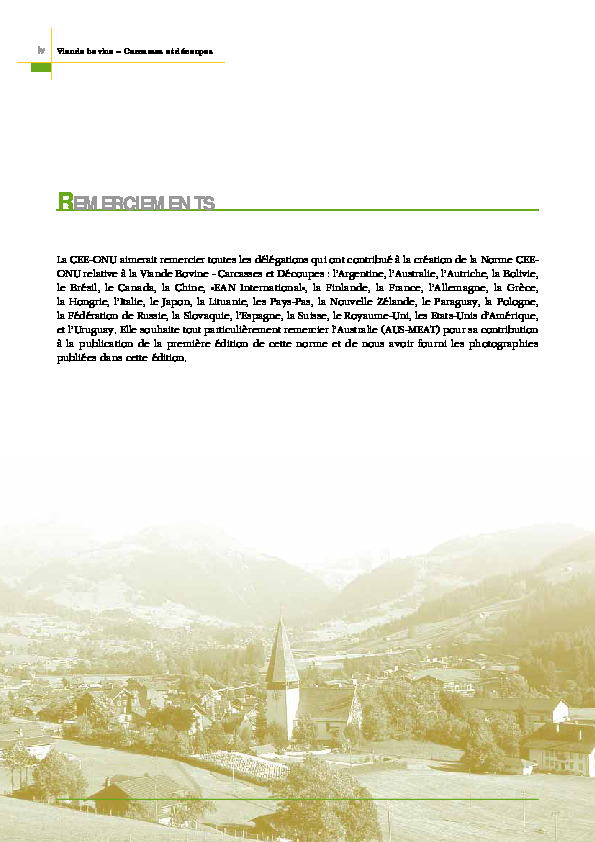 iv
Viande bovine – Carcasses et découpes
REMERCIEMENTS
La CEE-ONU aimerait remercier toutes les délégations qui ont contribué à la création de la Norme CEE-
ONU relative à la Viande Bovine - Carcasses et Découpes : l'Argentine, l'Australie, l'Autriche, la Bolivie,
le Brésil, le Canada, la Chine, «EAN International», la Finlande, la France, l'Allemagne, la Grèce,
la Hongrie, l'Italie, le Japon, la Lituanie, les Pays-Pas, la Nouvelle Zélande, le Paraguay, la Pologne,
la Fédération de Russie, la Slovaquie, l'Espagne, la Suisse, le Royaume-Uni, les Etats-Unis d'Amérique,
et l'Uruguay. Elle souhaite tout particulièrement remercier l'Australie (AUS-MEAT) pour sa contribution
à la publication de la première édition de cette norme et de nous avoir fourni les photographies
publiées dans cette édition.